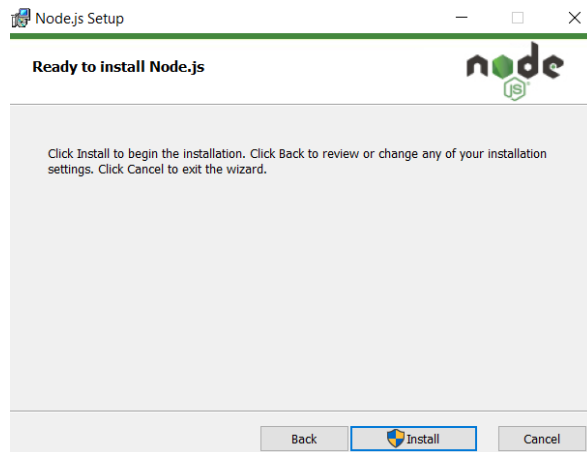 Node.js Setup
Ready to install Node.js
node
JS
Click Install to begin the installation. Click Back to review or change any of your installation
settings. Click Cancel to exit the wizard.
Back
Install
Cancel